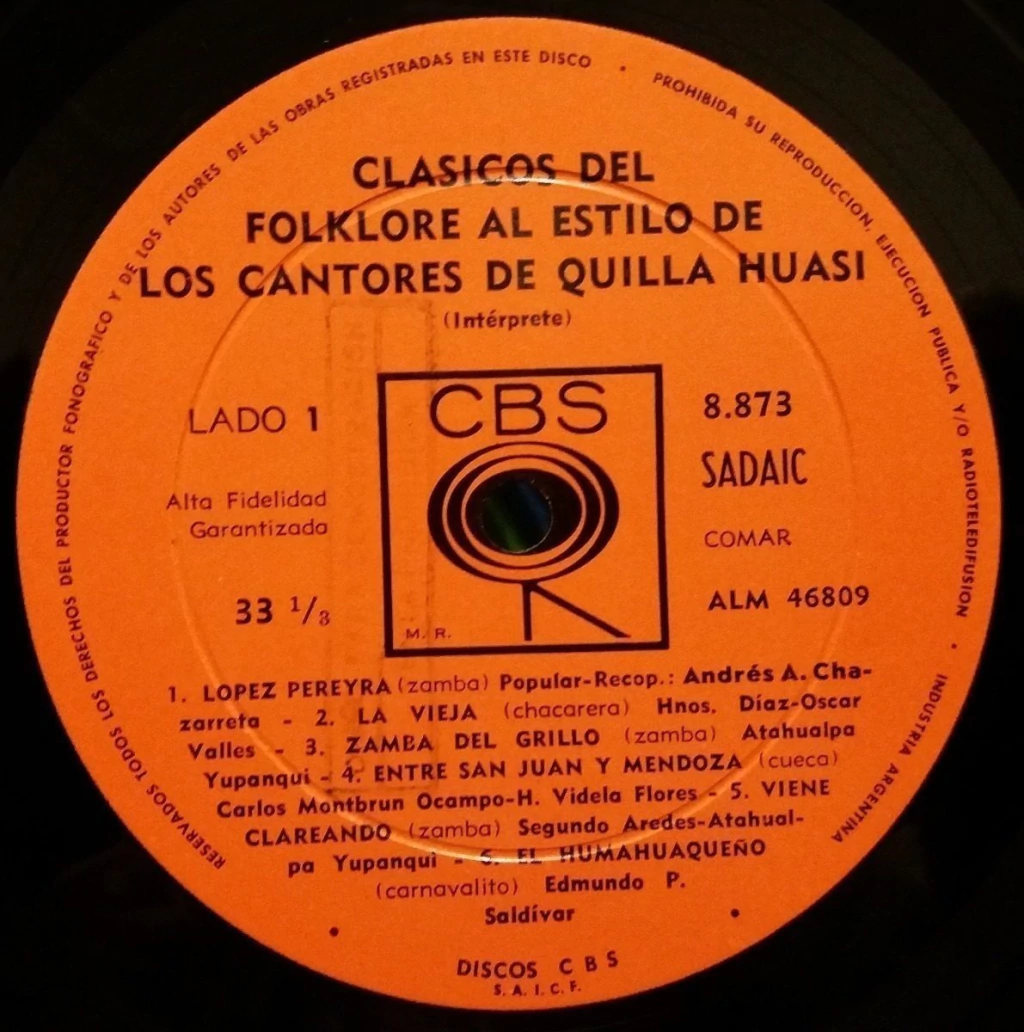 RESERVADOS TODOS LOS DERECHOS DEL PRODUCTOR FONOGRAFICO Y DE LOS AUTORES DE LAS OBRAS REGISTRADAS EN ESTE DISCO • PROHIBIDA SU REPRODUCCION, EJECUCION PUBLICA Y/O RADIOTELEDIFUSION • INDUSTRIA ARGENTINA
CLASICOS DEL
FOLKLORE AL ESTILO DE
LOS CANTORES DE QUILLA HUASI
(Intérprete)
LADO 1
Alta Fidelidad
Garantizada
33 1/3
CBS
M. R.
8.873
SADAIC
COMAR
ALM 46809
1. LOPEZ PEREYRA (zamba) Popular-Recop.: Andrés A. Cha-
zarreta - 2. LA VIEJA (chacarera) Hnos. Díaz-Oscar
Valles - 3. ZAMBA DEL GRILLO (zamba) Atahualpa
Yupanqui - 4. ENTRE SAN JUAN Y MENDOZA (cueca)
Carlos Montbrun Ocampo-H. Videla Flores - 5. VIENE
CLAREANDO (zamba) Segundo Aredes-Atahual-
pa Yupanqui - 6. EL HUMAHUAQUEÑO
(carnavalito) Edmundo P.
Saldívar
DISCOS CBS
S. A. I. C. F.